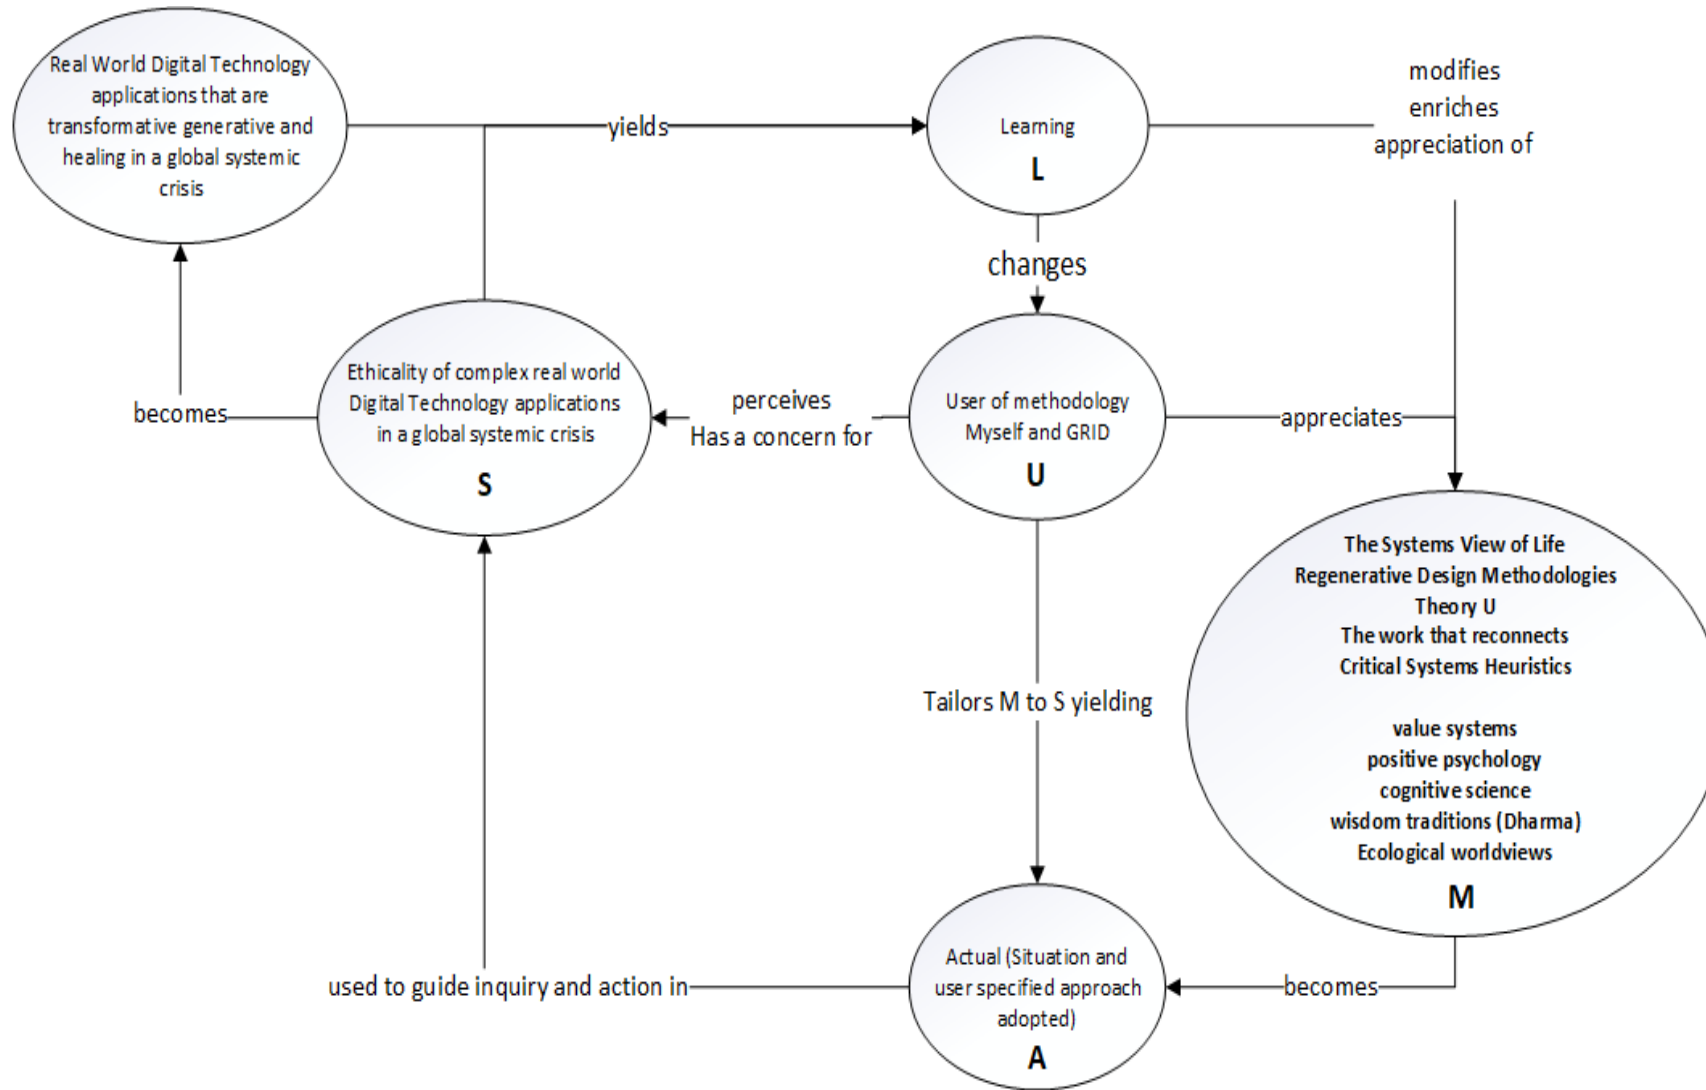 Real World Digital Technology
applications that are
transformative generative and
healing in a global systemic
crisis
yields
Learning
L
modifies
enriches
appreciation of
changes
becomes
Ethicality of complex real world
Digital Technology applications
in a global systemic crisis
S
perceives
Has a concern for
User of methodology
Myself and GRID
U
appreciates
The Systems View of Life
Regenerative Design Methodologies
Theory U
The work that reconnects
Critical Systems Heuristics
value systems
positive psychology
cognitive science
wisdom traditions (Dharma)
Ecological worldviews
M
Tailors M to S yielding
used to guide inquiry and action in
Actual (Situation and
user specified approach
adopted)
A
becomes